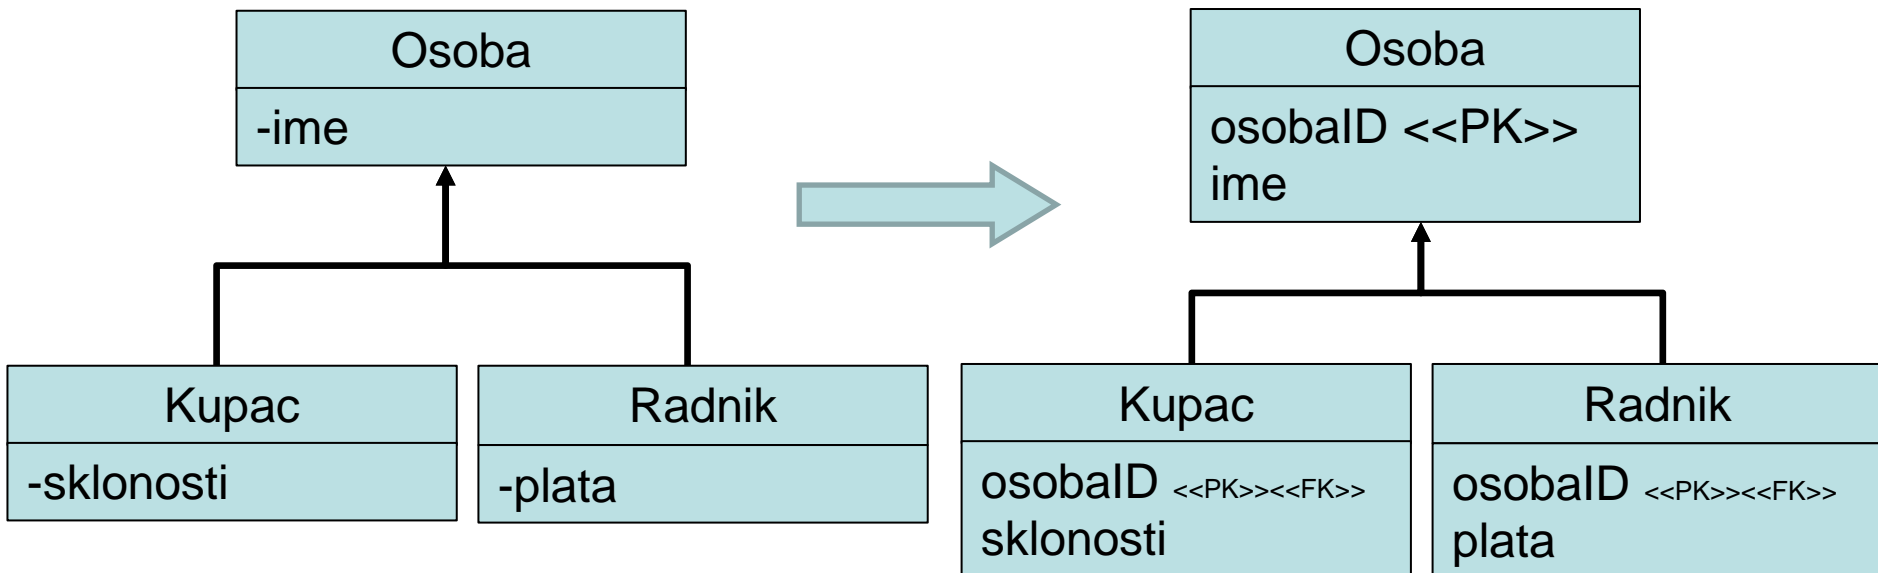 Osoba
-ime
Kupac
-sklonosti
Radnik
-plata
Osoba
osobaID <<PK>>
ime
Kupac
osobaID <<PK>><<FK>>
sklonosti
Radnik
osobaID <<PK>><<FK>>
plata